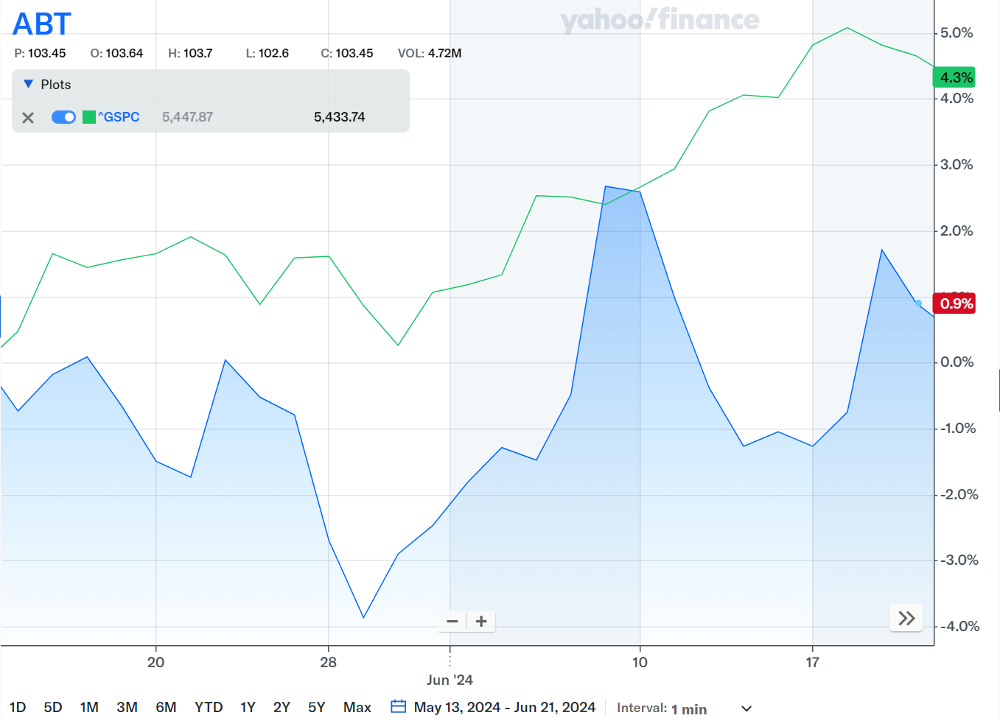 ABT
yahoo!finance
P: 103.45 O: 103.64 H: 103.7 L: 102.6 C: 103.45 VOL: 4.72M
▼ Plots
^GSPC 5,447.87 5,433.74
5.0%
4.3%
4.0%
3.0%
2.0%
0.9%
0.0%
-1.0%
-2.0%
-3.0%
-4.0%
20 28 10 17
Jun '24
1D 5D 1M 3M 6M YTD 1Y 2Y 5Y Max May 13, 2024 - Jun 21, 2024 Interval: 1 min